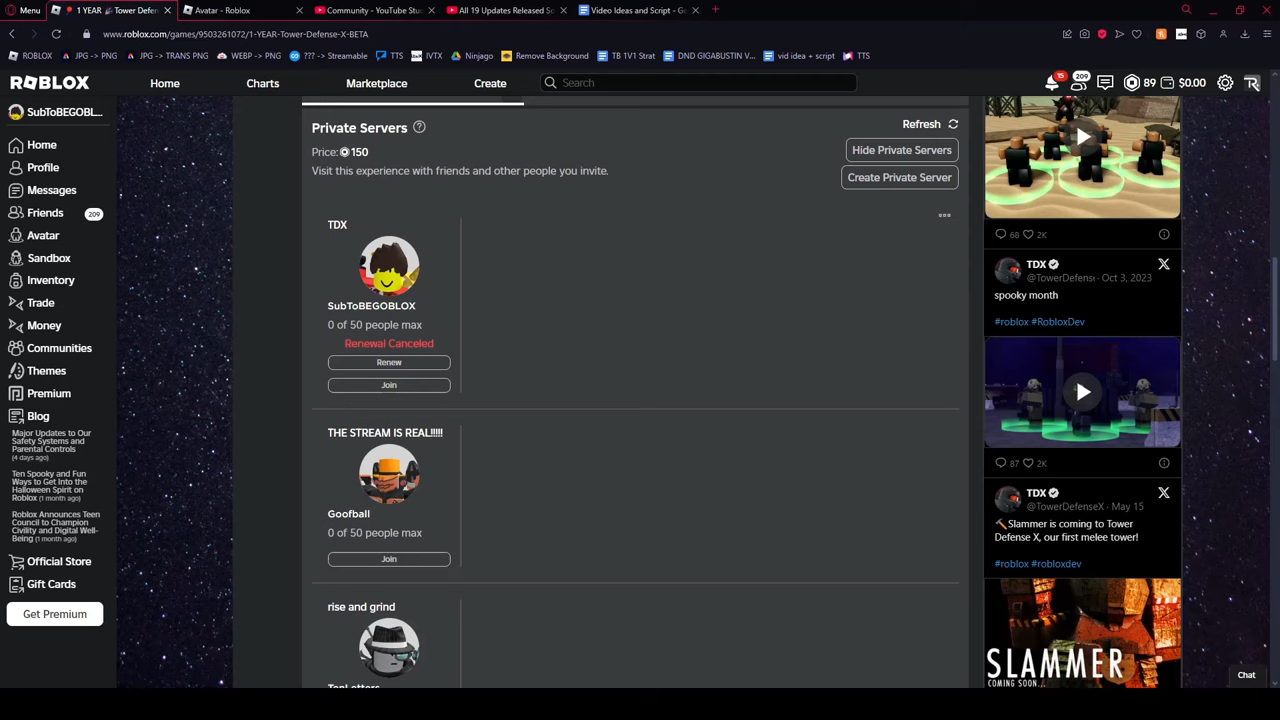 Menu
1 YEAR 🎉Tower Defen
Avatar - Roblox
Community - YouTube Stu
All 19 Updates Released So
Video Ideas and Script - Go
www.roblox.com/games/9503261072/1-YEAR-Tower-Defense-X-BETA
ROBLOX
JPG -> PNG
JPG -> TRANS PNG
WEBP -> PNG
??? -> Streamable
TTS
IVTX
Ninjago
Remove Background
TB 1V1 Strat
DND GIGABUSTIN V...
vid idea + script
TTS
ROBLOX
Home
Charts
Marketplace
Create
Search
15
209
89
$0.00
SubToBEGOBL...
Home
Profile
Messages
Friends
209
Avatar
Sandbox
Inventory
Trade
Money
Communities
Themes
Premium
Blog
Major Updates to Our
Safety Systems and
Parental Controls
(4 days ago)
Ten Spooky and Fun
Ways to Get Into the
Halloween Spirit on
Roblox (1 month ago)
Roblox Announces Teen
Council to Champion
Civility and Digital Well-
Being (1 month ago)
Official Store
Gift Cards
Get Premium
Private Servers
Refresh
Price: 150
Hide Private Servers
Visit this experience with friends and other people you invite.
Create Private Server
TDX
SubToBEGOBLOX
0 of 50 people max
Renewal Canceled
Renew
Join
THE STREAM IS REAL!!!!!
Goofball
0 of 50 people max
Join
rise and grind
TenLetters
68 2K
TDX
@TowerDefens · Oct 3, 2023
spooky month
#roblox #RobloxDev
87 2K
TDX
@TowerDefenseX · May 15
🔨Slammer is coming to Tower
Defense X, our first melee tower!
#roblox #robloxdev
SLAMMER
COMING SOON...
Chat